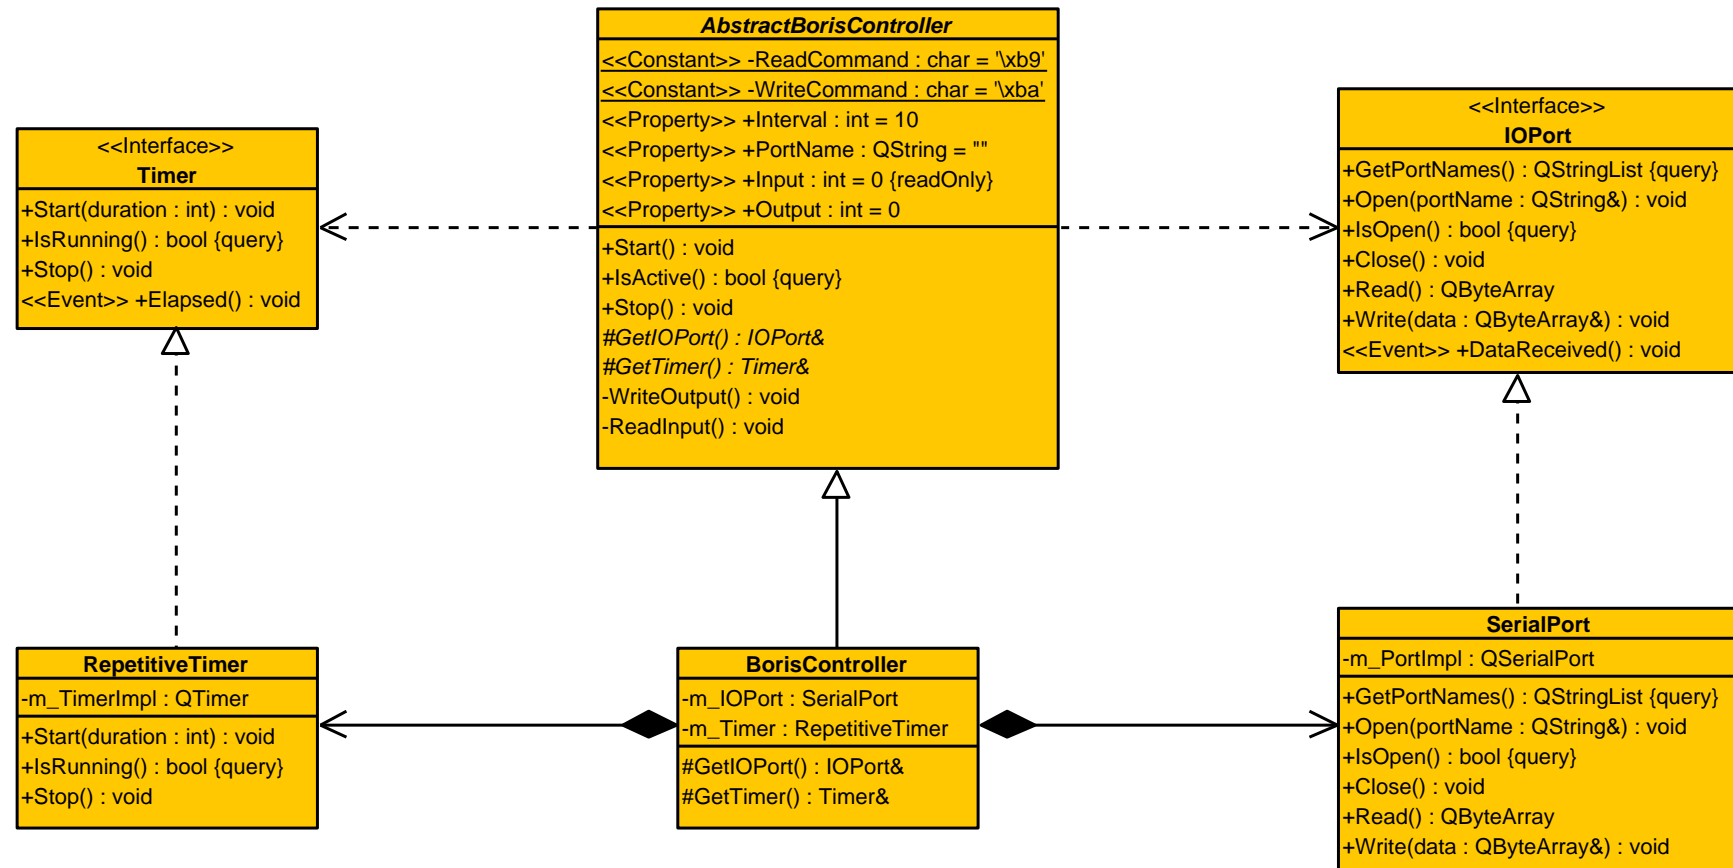 AbstractBorisController
<<Constant>> -ReadCommand : char = '\xb9'
<<Constant>> -WriteCommand : char = '\xba'
<<Property>> +Interval : int = 10
<<Property>> +PortName : QString = ""
<<Property>> +Input : int = 0 {readOnly}
<<Property>> +Output : int = 0
+Start() : void
+IsActive() : bool {query}
+Stop() : void
#GetIOPort() : IOPort&
#GetTimer() : Timer&
-WriteOutput() : void
-ReadInput() : void
<<Interface>>
Timer
+Start(duration : int) : void
+IsRunning() : bool {query}
+Stop() : void
<<Event>> +Elapsed() : void
<<Interface>>
IOPort
+GetPortNames() : QStringList {query}
+Open(portName : QString&) : void
+IsOpen() : bool {query}
+Close() : void
+Read() : QByteArray
+Write(data : QByteArray&) : void
<<Event>> +DataReceived() : void
RepetitiveTimer
-m_TimerImpl : QTimer
+Start(duration : int) : void
+IsRunning() : bool {query}
+Stop() : void
BorisController
-m_IOPort : SerialPort
-m_Timer : RepetitiveTimer
#GetIOPort() : IOPort&
#GetTimer() : Timer&
SerialPort
-m_PortImpl : QSerialPort
+GetPortNames() : QStringList {query}
+Open(portName : QString&) : void
+IsOpen() : bool {query}
+Close() : void
+Read() : QByteArray
+Write(data : QByteArray&) : void